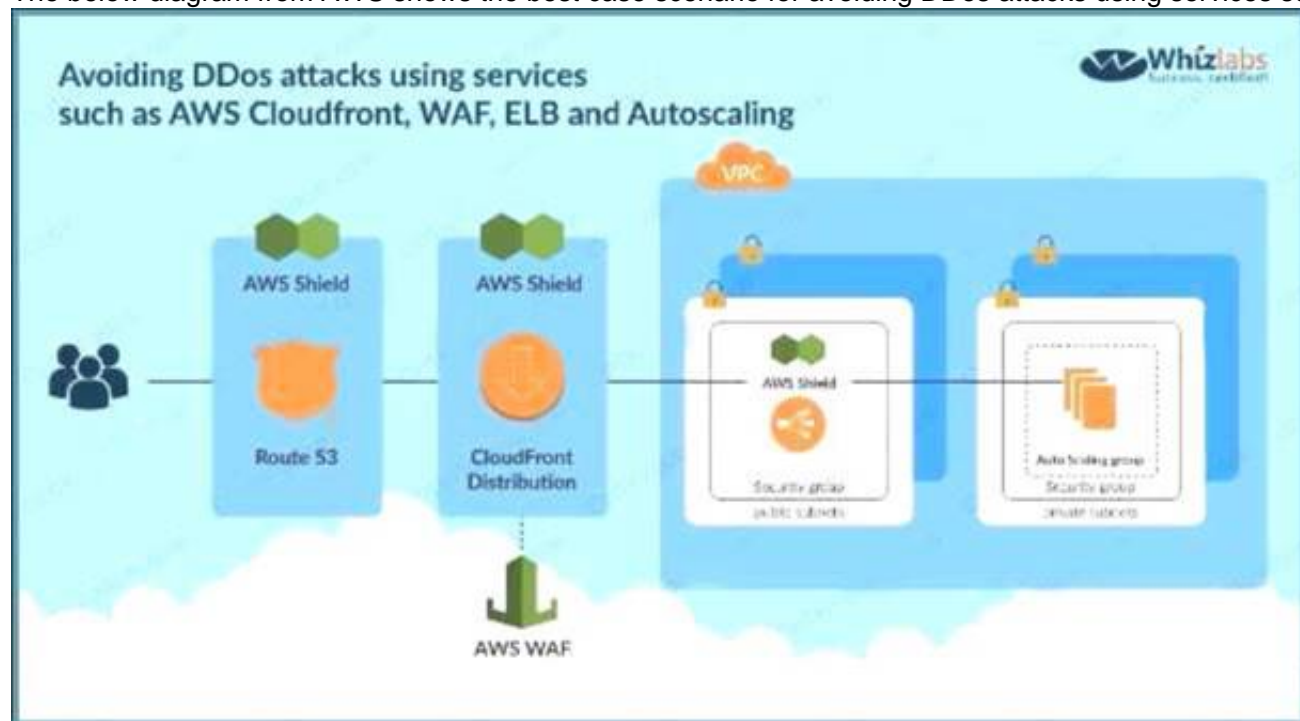 The below diagram from AWS shows the best case scenario for avoiding DDos attacks using services
Avoiding DDos attacks using services
such as AWS Cloudfront, WAF, ELB and Autoscaling
Whizlabs
VPC
AWS Shield
AWS Shield
AWS Shield
Route 53
CloudFront
Distribution
Auto Scaling group
Security group
public subnets
Security group
private subnets
AWS WAF